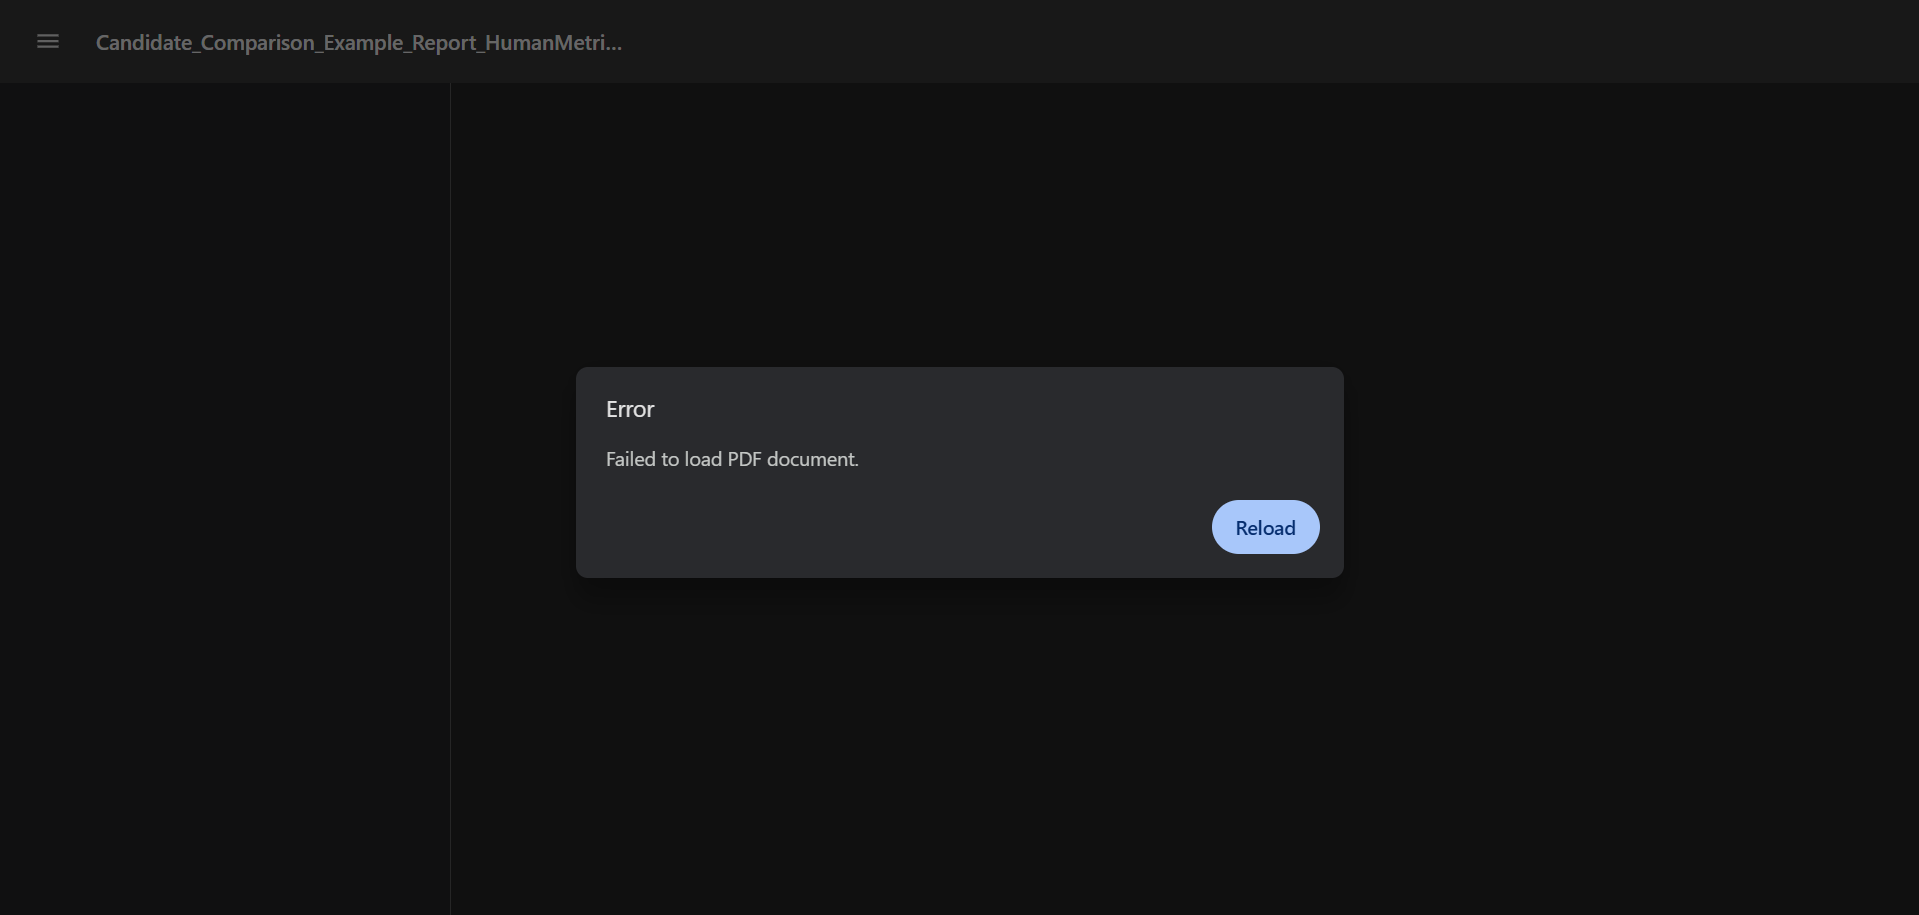 Candidate_Comparison_Example_Report_HumanMetri...
Error
Failed to load PDF document.
Reload